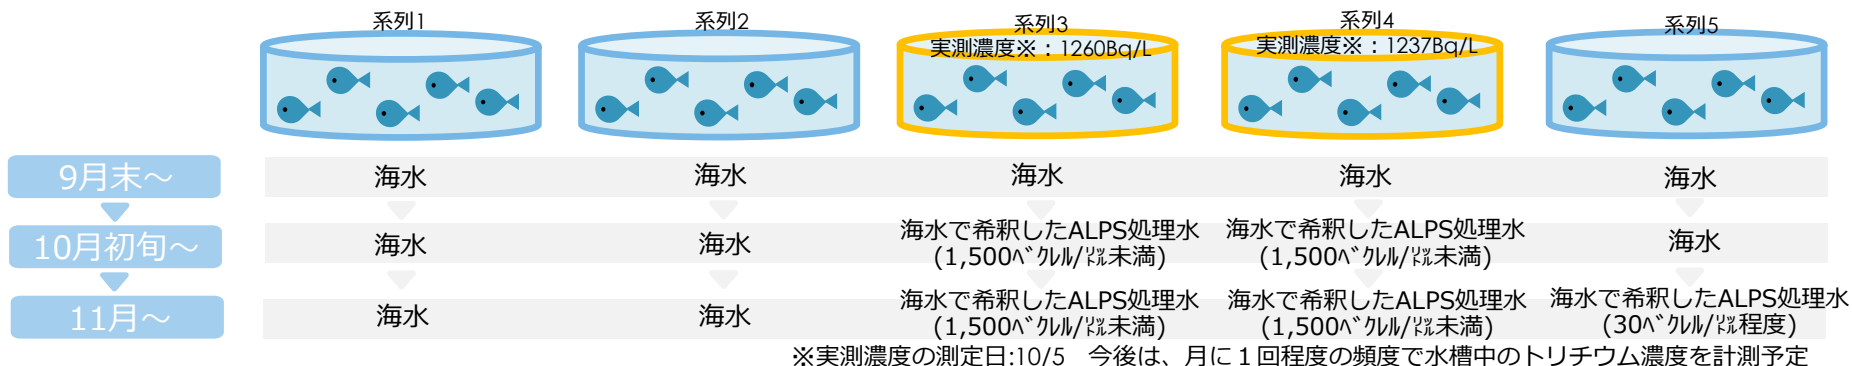 系列1
系列2
系列3
実測濃度※：1260Bq/L
系列4
実測濃度※：1237Bq/L
系列5
9月末～
海水
海水
海水
海水
海水
10月初旬～
海水
海水
海水で希釈したALPS処理水
(1,500ﾍﾞｸﾚﾙ/㍑未満)
海水で希釈したALPS処理水
(1,500ﾍﾞｸﾚﾙ/㍑未満)
海水
11月～
海水
海水
海水で希釈したALPS処理水
(1,500ﾍﾞｸﾚﾙ/㍑未満)
海水で希釈したALPS処理水
(1,500ﾍﾞｸﾚﾙ/㍑未満)
海水で希釈したALPS処理水
(30ﾍﾞｸﾚﾙ/㍑程度)
※実測濃度の測定日:10/5　今後は、月に１回程度の頻度で水槽中のトリチウム濃度を計測予定